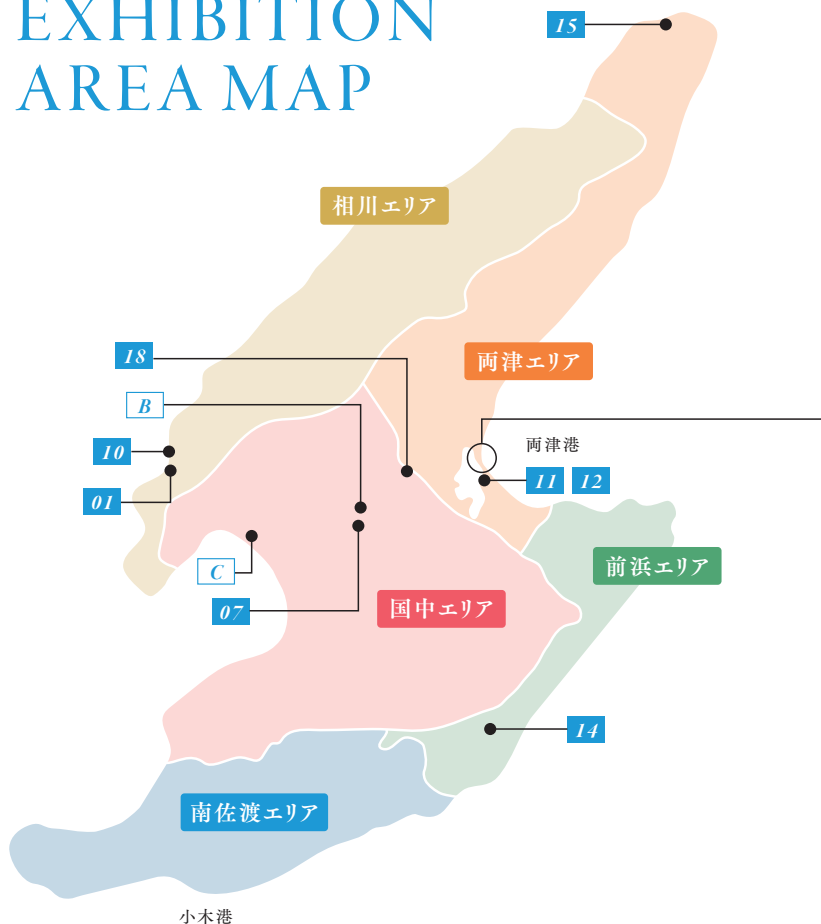 EXHIBITION
AREA MAP
15
相川エリア
18
両津エリア
B
両津港
10
11 12
01
前浜エリア
C
07
国中エリア
14
南佐渡エリア
小木港